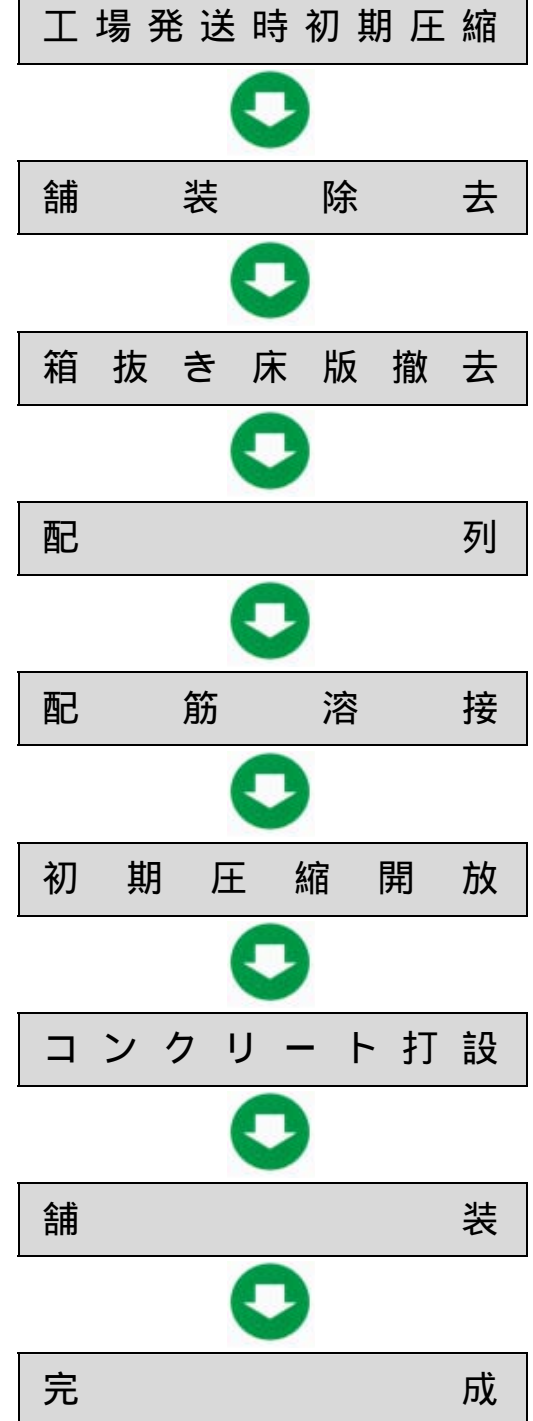 工場発送時初期圧縮
舗装除去
箱抜き床版撤去
配列
配筋溶接
初期圧縮開放
コンクリート打設
舗装
完成